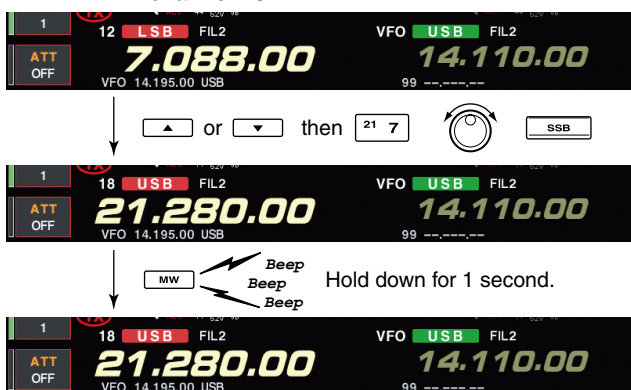 1 12 LSB FIL2 VFO USB FIL2
ATT OFF 7.088.00 14.110.00
VFO 14.195.00 USB 99 --.---.--
▲ or ▼ then 21 7 SSB
1 18 USB FIL2 VFO USB FIL2
ATT OFF 21.280.00 14.110.00
VFO 14.195.00 USB 99 --.---.--
Beep
MW Beep Hold down for 1 second.
Beep
1 18 USB FIL2 VFO USB FIL2
ATT OFF 21.280.00 14.110.00
VFO 14.195.00 USB 99 --.---.--